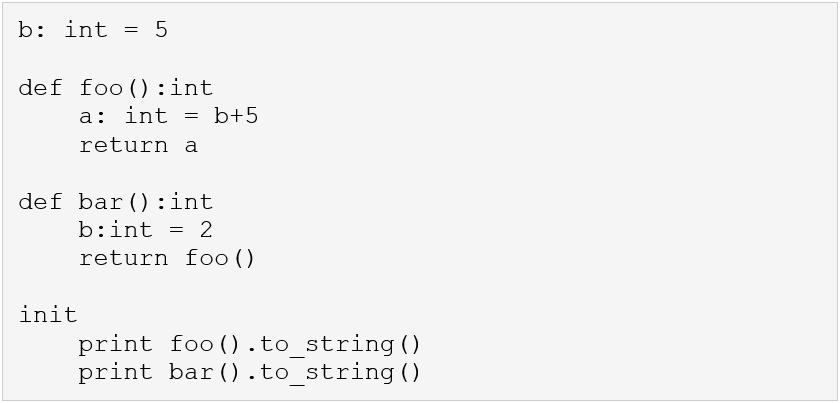 b: int = 5
def foo():int
    a: int = b+5
    return a
def bar():int
    b:int = 2
    return foo()
init
    print foo().to_string()
    print bar().to_string()